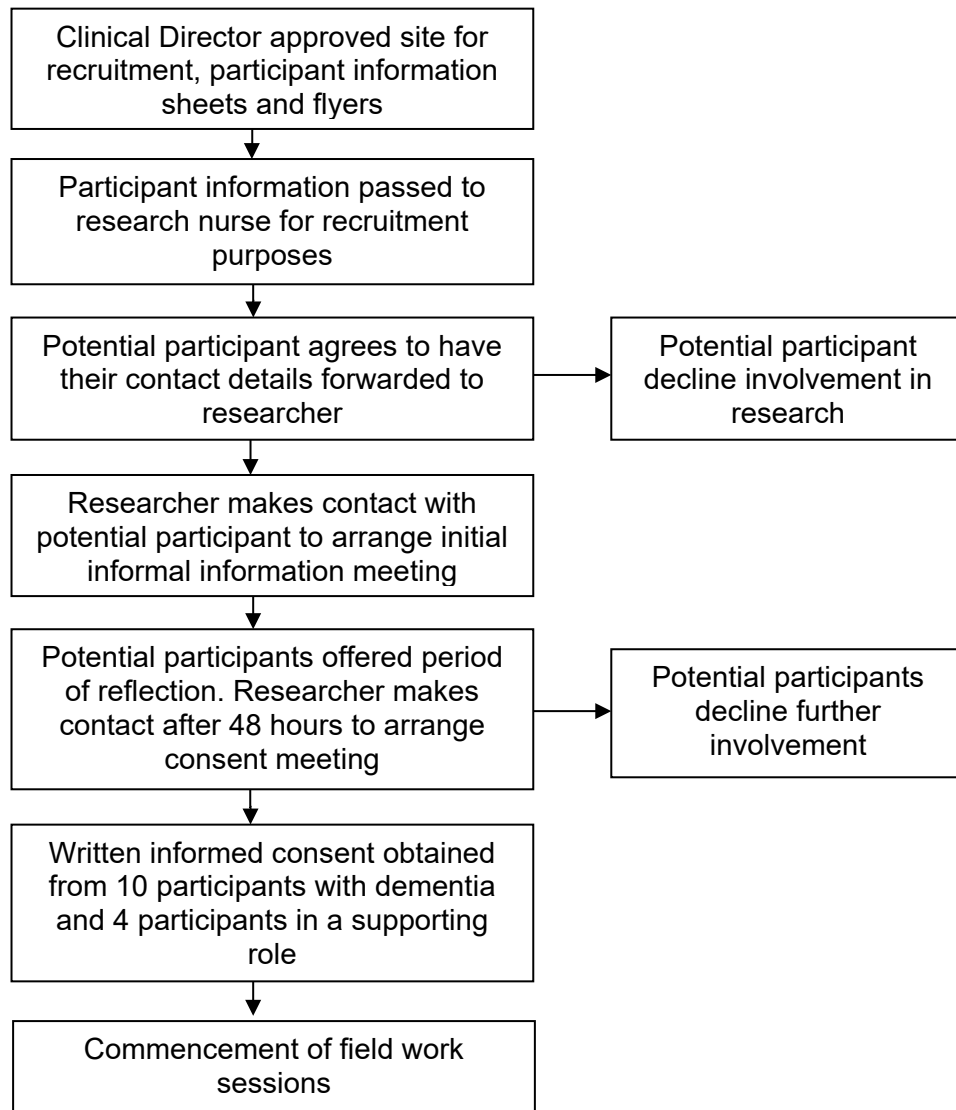 Clinical Director approved site for
recruitment, participant information
sheets and flyers
Participant information passed to
research nurse for recruitment
purposes
Potential participant agrees to have
their contact details forwarded to
researcher
Potential participant
decline involvement in
research
Researcher makes contact with
potential participant to arrange initial
informal information meeting
Potential participants offered period
of reflection. Researcher makes
contact after 48 hours to arrange
consent meeting
Potential participants
decline further
involvement
Written informed consent obtained
from 10 participants with dementia
and 4 participants in a supporting
role
Commencement of field work
sessions